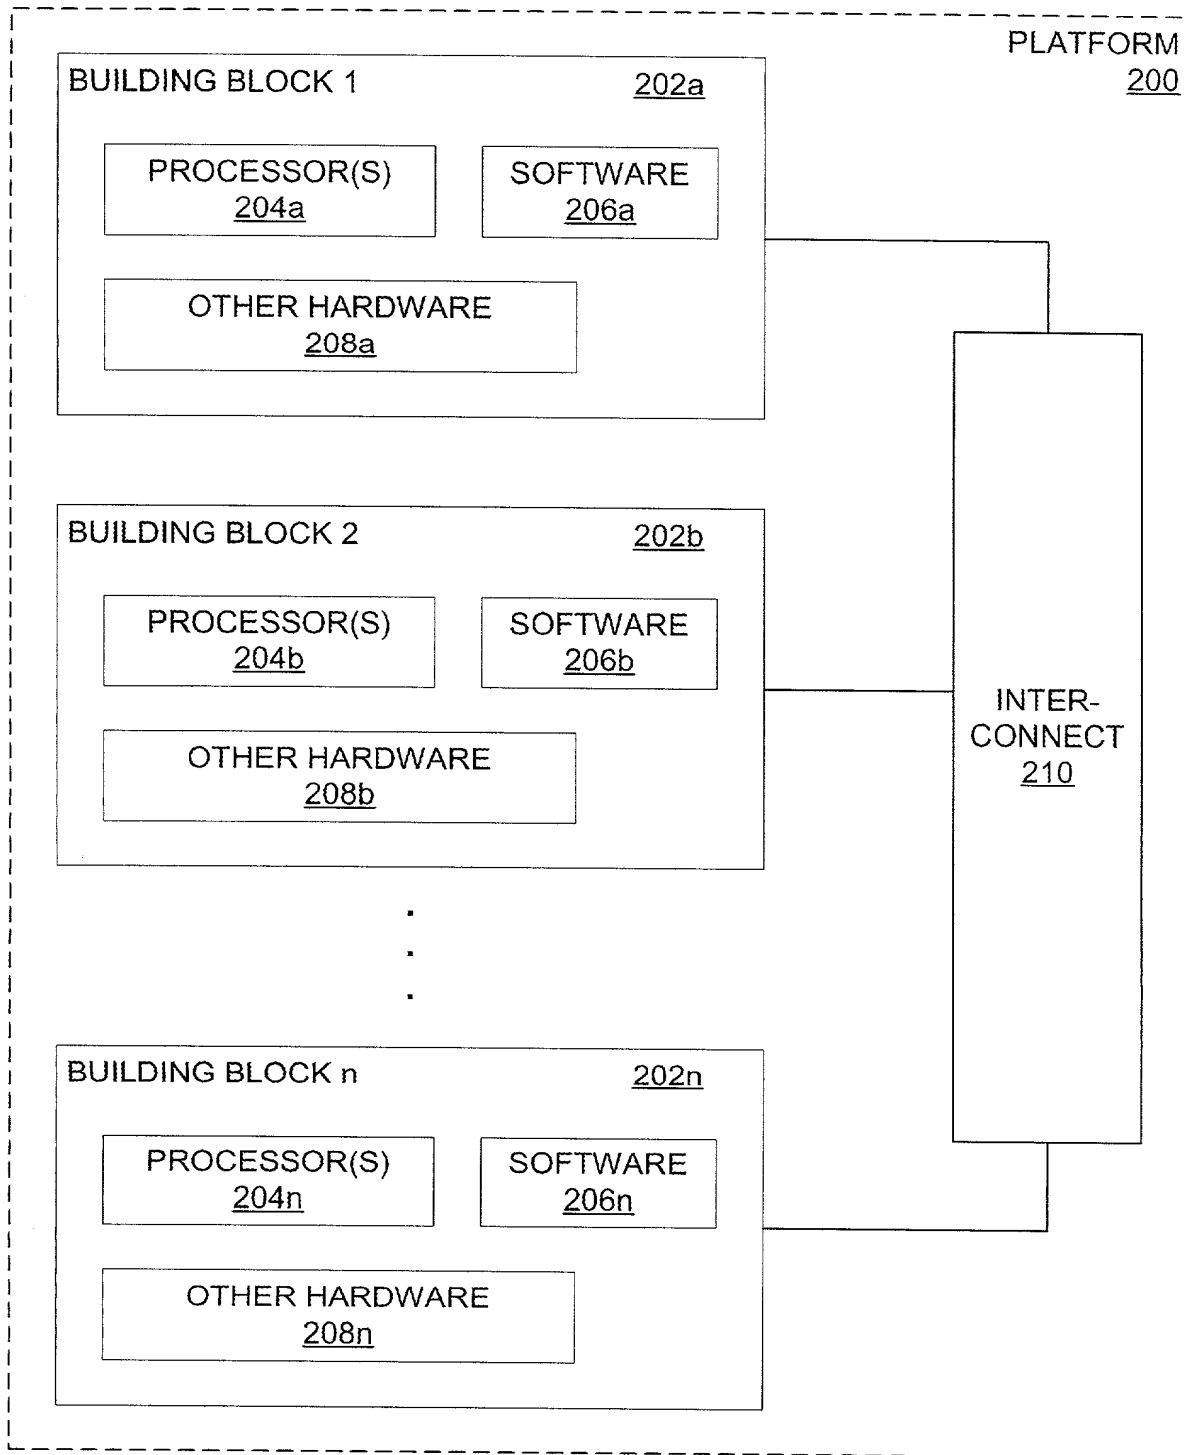 PLATFORM
200
BUILDING BLOCK 1
202a
PROCESSOR(S)
204a
SOFTWARE
206a
OTHER HARDWARE
208a
BUILDING BLOCK 2
202b
PROCESSOR(S)
204b
SOFTWARE
206b
OTHER HARDWARE
208b
INTER-
CONNECT
210
BUILDING BLOCK n
202n
PROCESSOR(S)
204n
SOFTWARE
206n
OTHER HARDWARE
208n